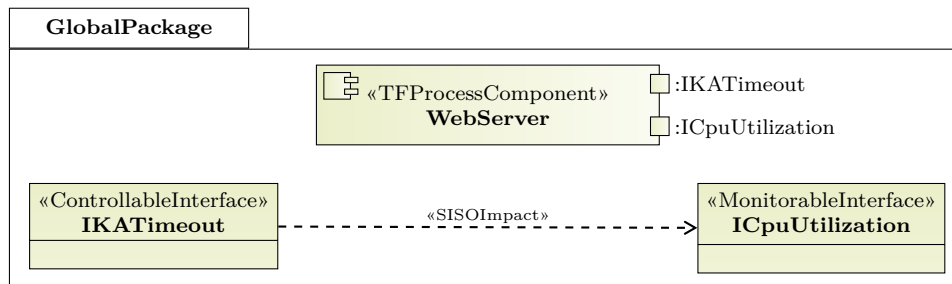 GlobalPackage
«TFProcessComponent»
WebServer
:IKATimeout
:ICpuUtilization
«ControllableInterface»
IKATimeout
«SISOImpact»
«MonitorableInterface»
ICpuUtilization